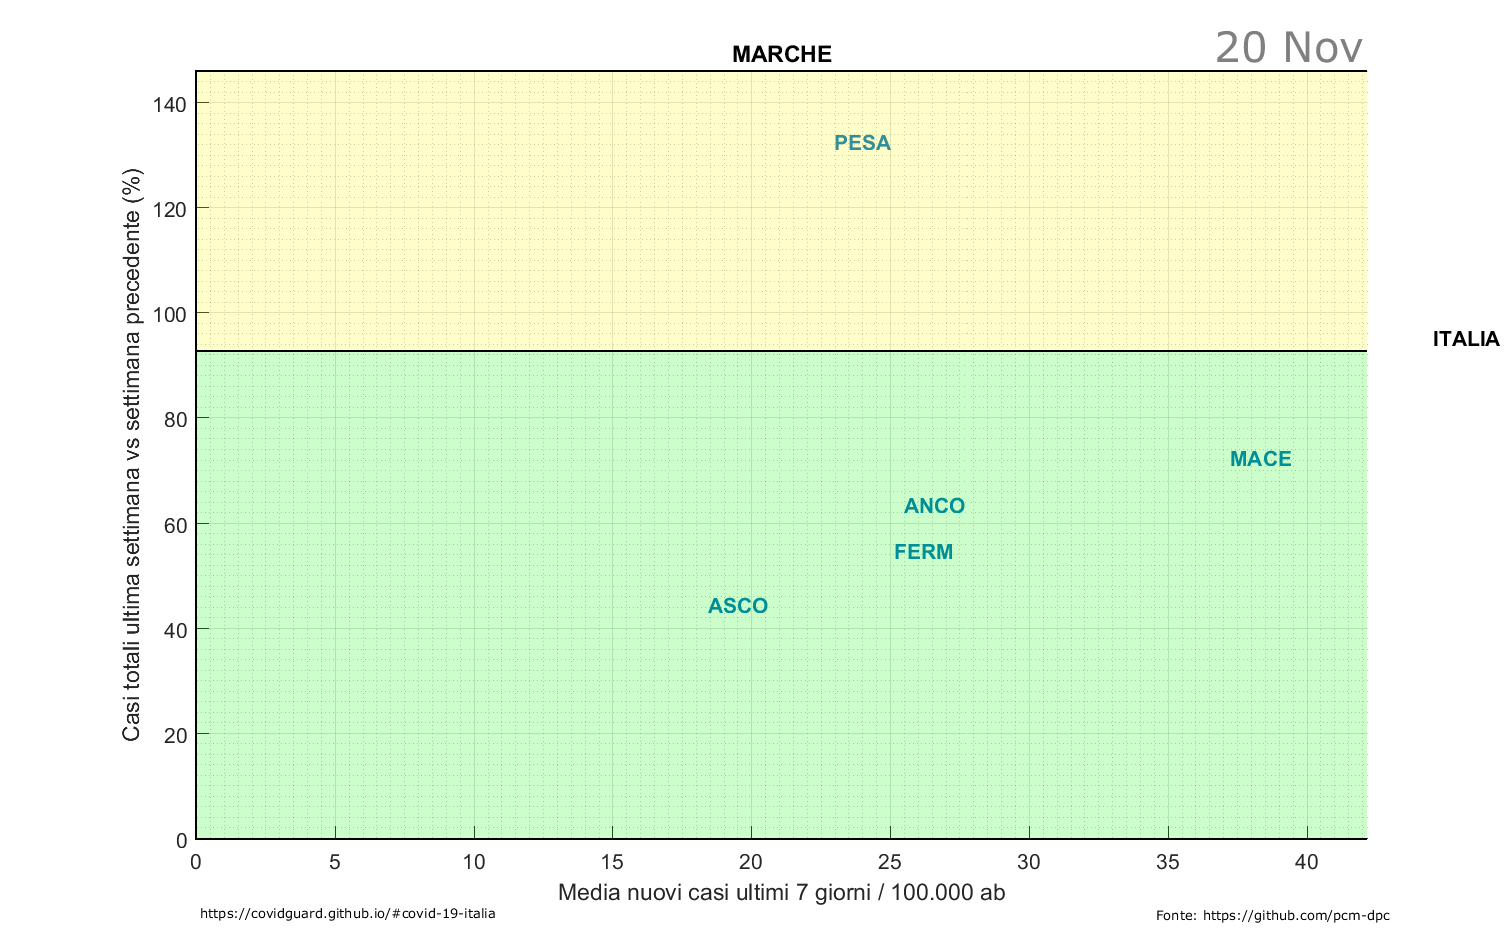 MARCHE
20 Nov
Casi totali ultima settimana vs settimana precedente (%)
140
120
100
80
60
40
20
0
PESA
ITALIA
MACE
ANCO
FERM
ASCO
0 5 10 15 20 25 30 35 40
Media nuovi casi ultimi 7 giorni / 100.000 ab
https://covidguard.github.io/#covid-19-italia
Fonte: https://github.com/pcm-dpc